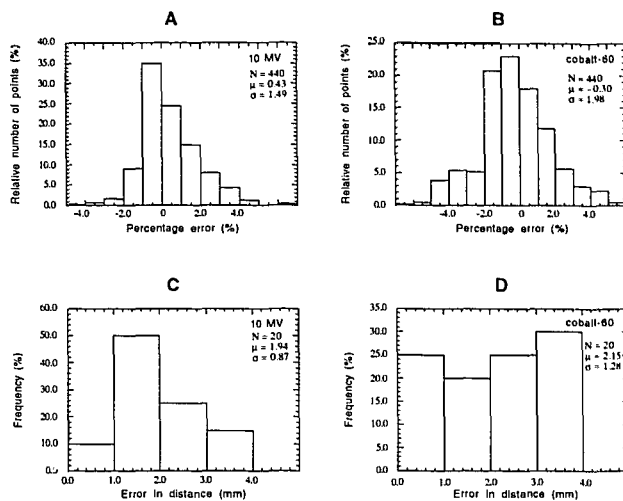 A
10 MV
N = 440
μ = 0.43
σ = 1.49
Relative number of points (%)
40.0
35.0
30.0
25.0
20.0
15.0
10.0
5.0
0.0
-2.0
0
2.0
4.0
Percentage error (%)
B
cobalt-60
N = 440
μ = -0.30
σ = 1.98
Relative number of points (%)
25.0
20.0
15.0
10.0
5.0
0.0
-4.0
-2.0
0
2.0
4.0
Percentage error (%)
C
10 MV
N = 20
μ = 1.94
σ = 0.87
Frequency (%)
60.0
50.0
40.0
30.0
20.0
10.0
0.0
1.0
2.0
3.0
4.0
Error in distance (mm)
D
cobalt-60
N = 20
μ = 2.15
σ = 1.28
Frequency (%)
35.0
30.0
25.0
20.0
15.0
10.0
5.0
0.0
0.0
1.0
2.0
3.0
4.0
Error in distance (mm)